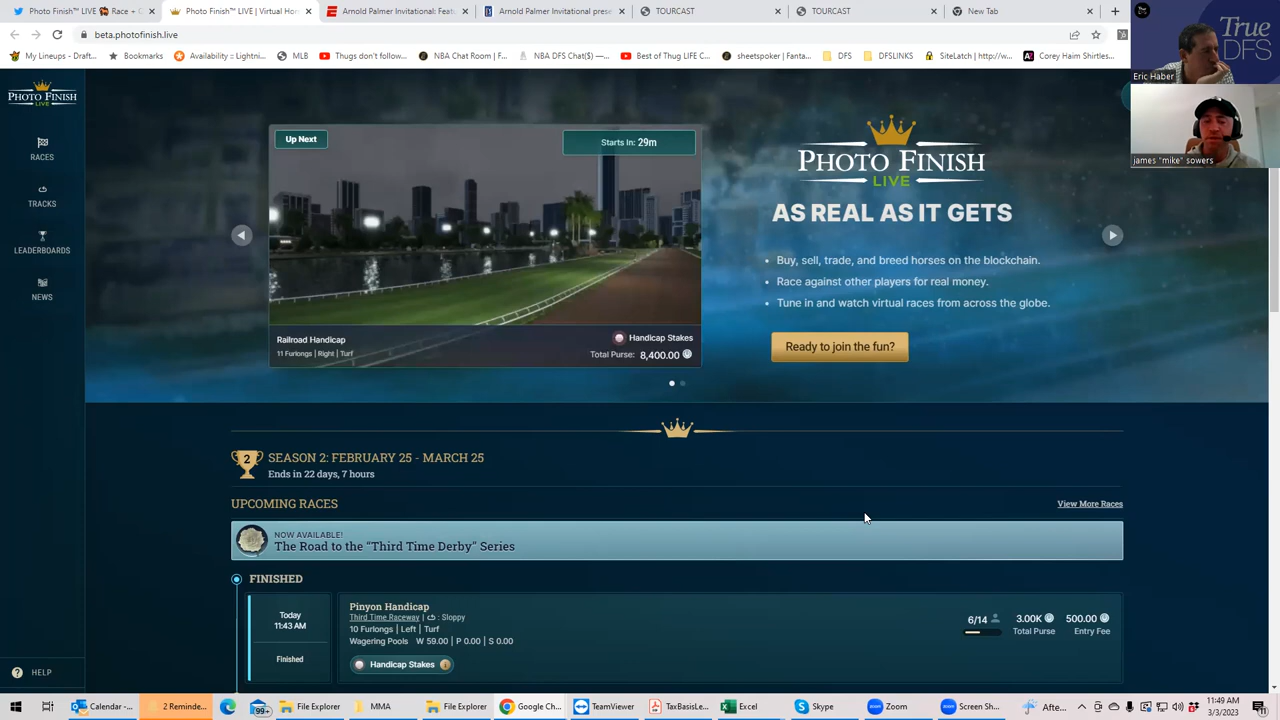 Photo Finish™ LIVE 🏇 Race +
Photo Finish™ LIVE | Virtual Hor
Arnold Palmer Invitational: Featu
Arnold Palmer Invitational prese
TOURCAST
TOURCAST
New Tab
beta.photofinish.live
My Lineups - Draft...
Bookmarks
Availability :: Lightni...
MLB
Thugs don't follow...
NBA Chat Room | F...
NBA DFS Chat($) —...
Best of Thug LIFE C...
sheetspoker | Fanta...
DFS
DFSLINKS
SiteLatch | http://w...
Corey Haim Shirtles...
True
DFS
Eric Haber
james "mike" sowers
PHOTO FINISH
LIVE
RACES
TRACKS
LEADERBOARDS
NEWS
HELP
Up Next
Starts In: 29m
Railroad Handicap
11 Furlongs | Right | Turf
Handicap Stakes
Total Purse: 8,400.00
PHOTO FINISH
LIVE
AS REAL AS IT GETS
• Buy, sell, trade, and breed horses on the blockchain.
• Race against other players for real money.
• Tune in and watch virtual races from across the globe.
Ready to join the fun?
2
SEASON 2: FEBRUARY 25 - MARCH 25
Ends in 22 days, 7 hours
UPCOMING RACES
View More Races
NOW AVAILABLE!
The Road to the "Third Time Derby" Series
FINISHED
Today
11:43 AM
Finished
Pinyon Handicap
Third Time Raceway | : Sloppy
10 Furlongs | Left | Turf
Wagering Pools W 59.00 | P 0.00 | S 0.00
Handicap Stakes
6/14
3.00K
Total Purse
500.00
Entry Fee
Calendar -...
2 Reminde...
99+
File Explorer
MMA
File Explorer
Google Ch...
TeamViewer
TaxBasisLe...
Excel
Skype
Zoom
Screen Sh...
Afte...
11:49 AM
3/3/2023